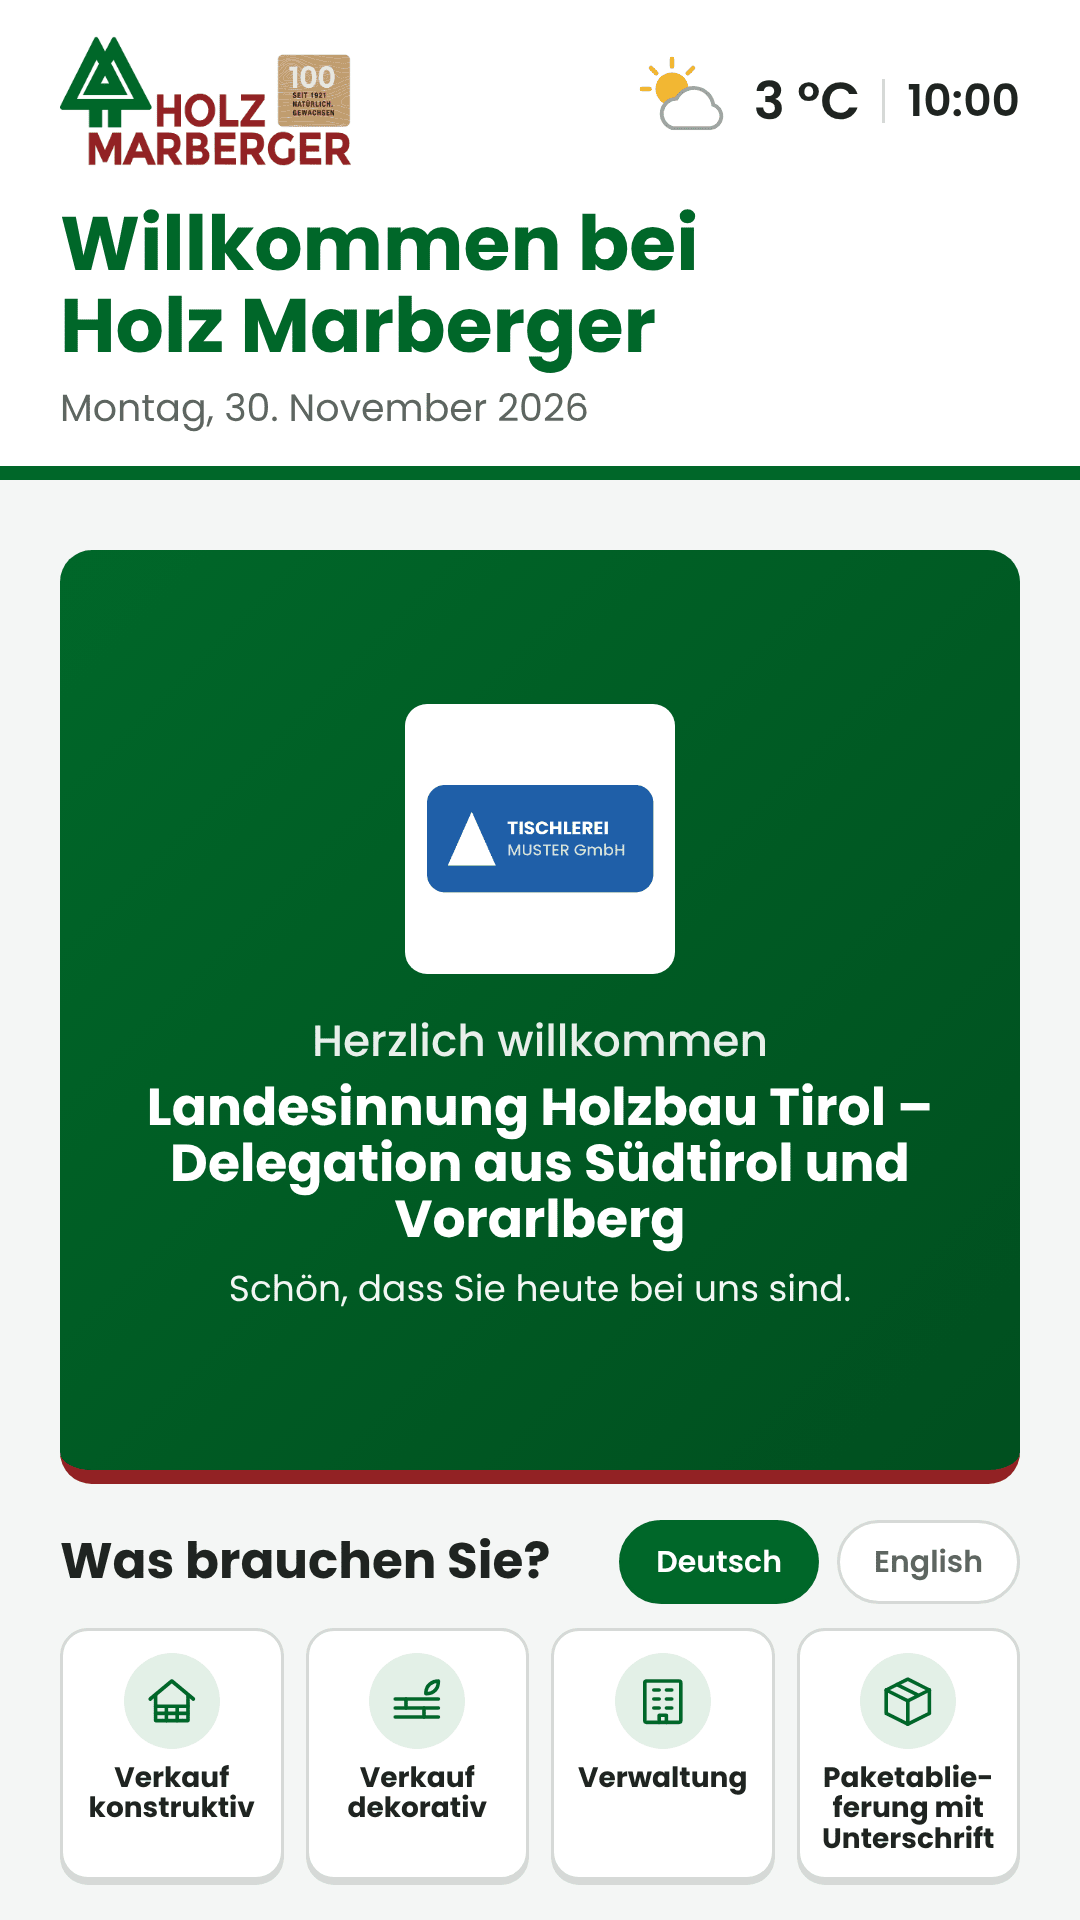 HOLZ
MARBERGER
100
SEIT 1921
NATÜRLICH.
GEWACHSEN
3 °C
10:00
Willkommen bei
Holz Marberger
Montag, 30. November 2026
TISCHLEREI
MUSTER GmbH
Herzlich willkommen
Landesinnung Holzbau Tirol –
Delegation aus Südtirol und
Vorarlberg
Schön, dass Sie heute bei uns sind.
Was brauchen Sie?
Deutsch
English
Verkauf
konstruktiv
Verkauf
dekorativ
Verwaltung
Paketablie-
ferung mit
Unterschrift